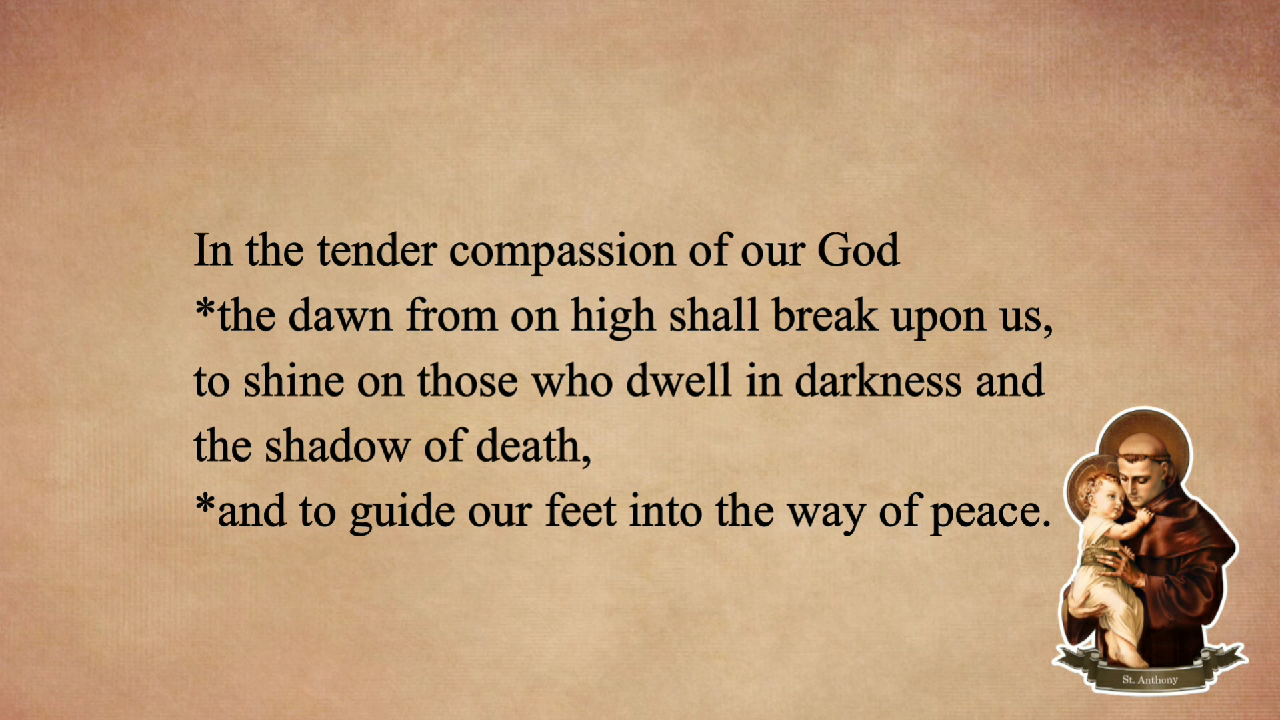 In the tender compassion of our God
*the dawn from on high shall break upon us,
to shine on those who dwell in darkness and
the shadow of death,
*and to guide our feet into the way of peace.
St. Anthony